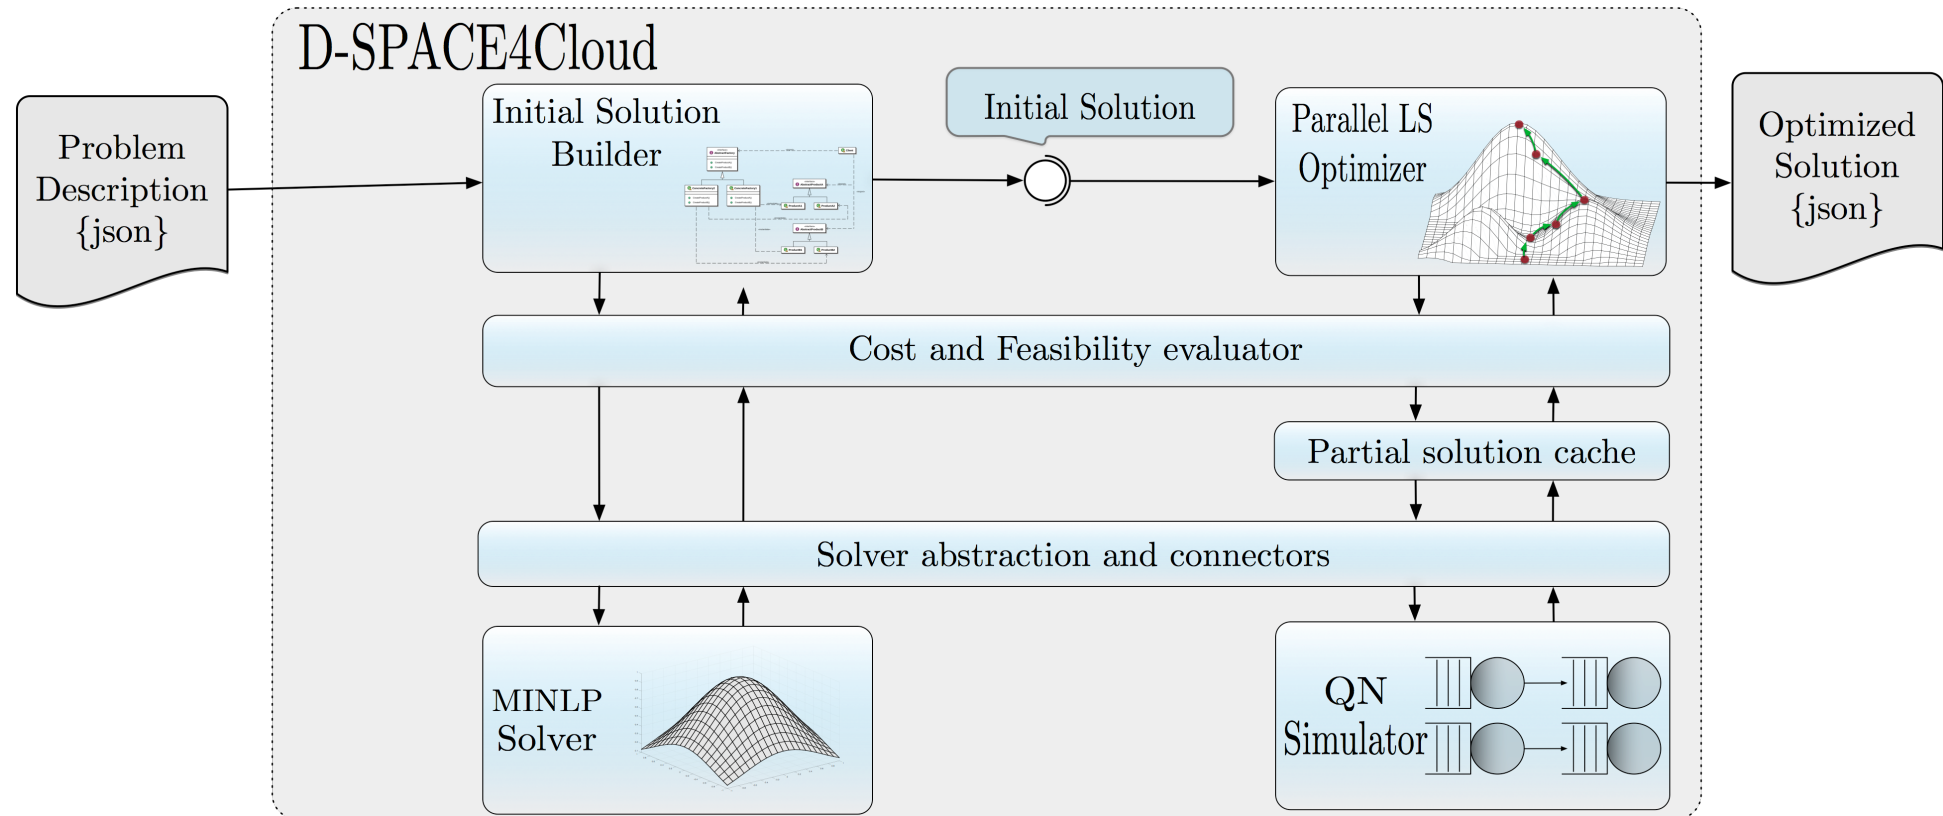 D-SPACE4Cloud
Problem
Description
{json}
Initial Solution
Builder
Initial Solution
Parallel LS
Optimizer
Optimized
Solution
{json}
Cost and Feasibility evaluator
Partial solution cache
Solver abstraction and connectors
MINLP
Solver
QN
Simulator